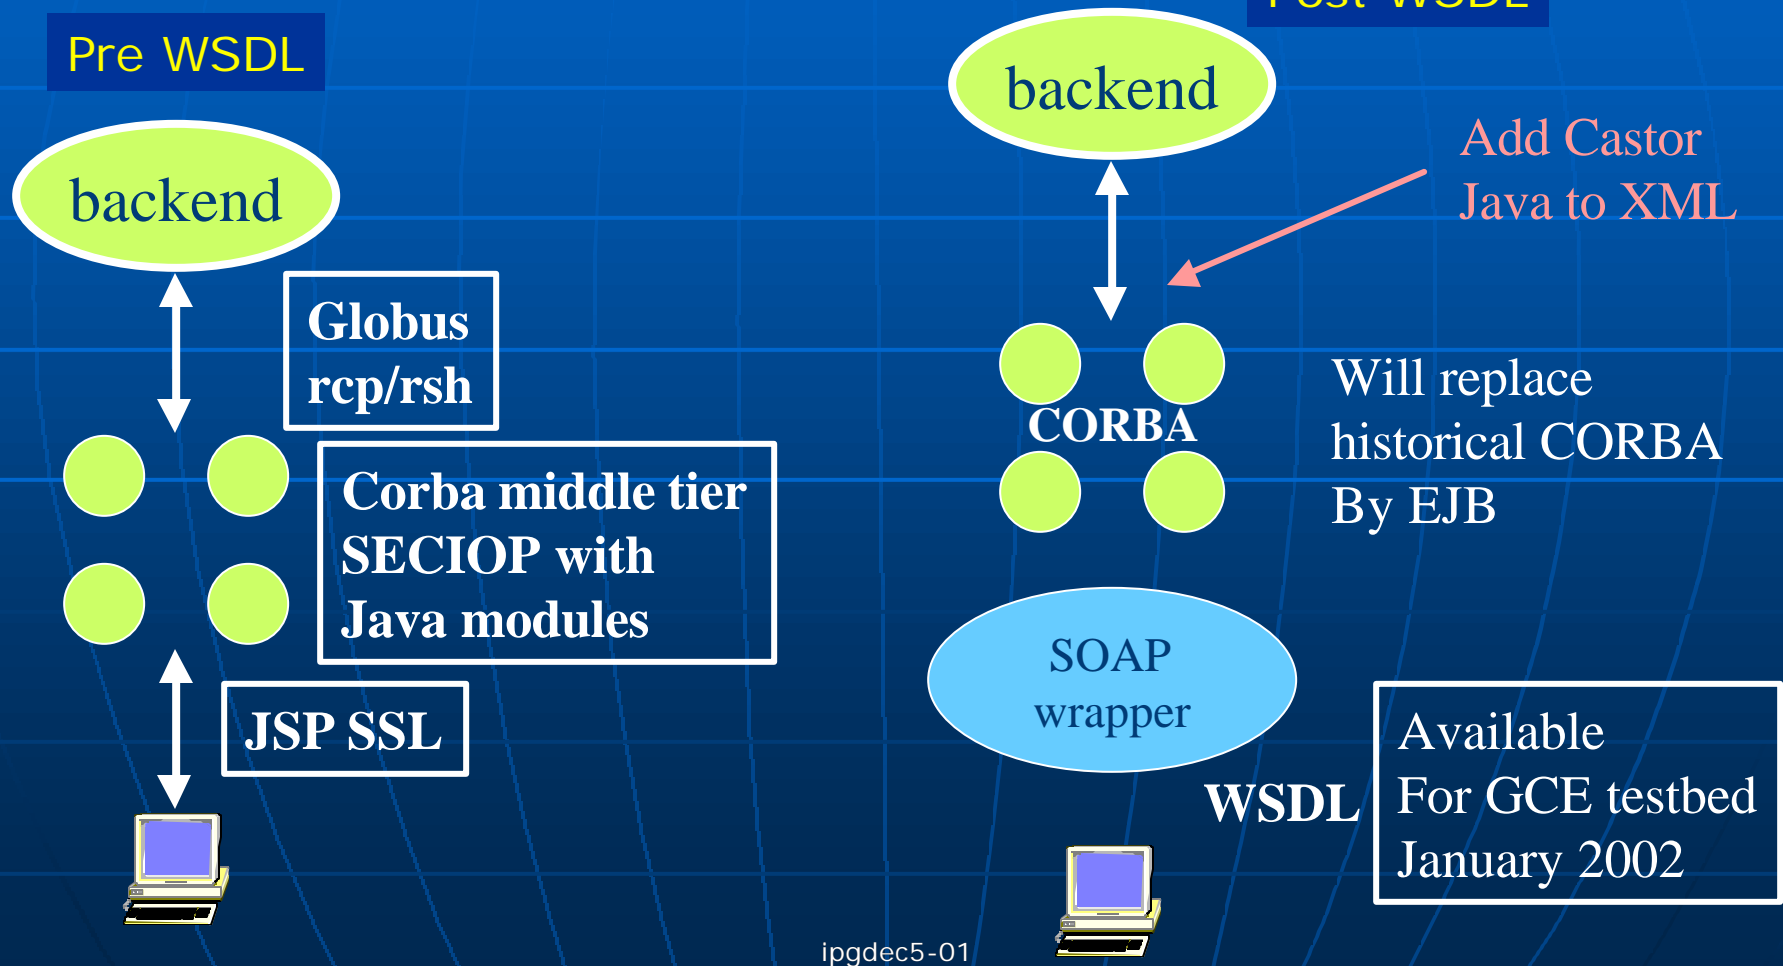 Pre WSDL
backend
Globus
rcp/rsh
Corba middle tier
SECIOP with
Java modules
JSP SSL
Post WSDL
backend
Add Castor
Java to XML
CORBA
Will replace
historical CORBA
By EJB
SOAP
wrapper
WSDL
Available
For GCE testbed
January 2002
ipgdec5-01